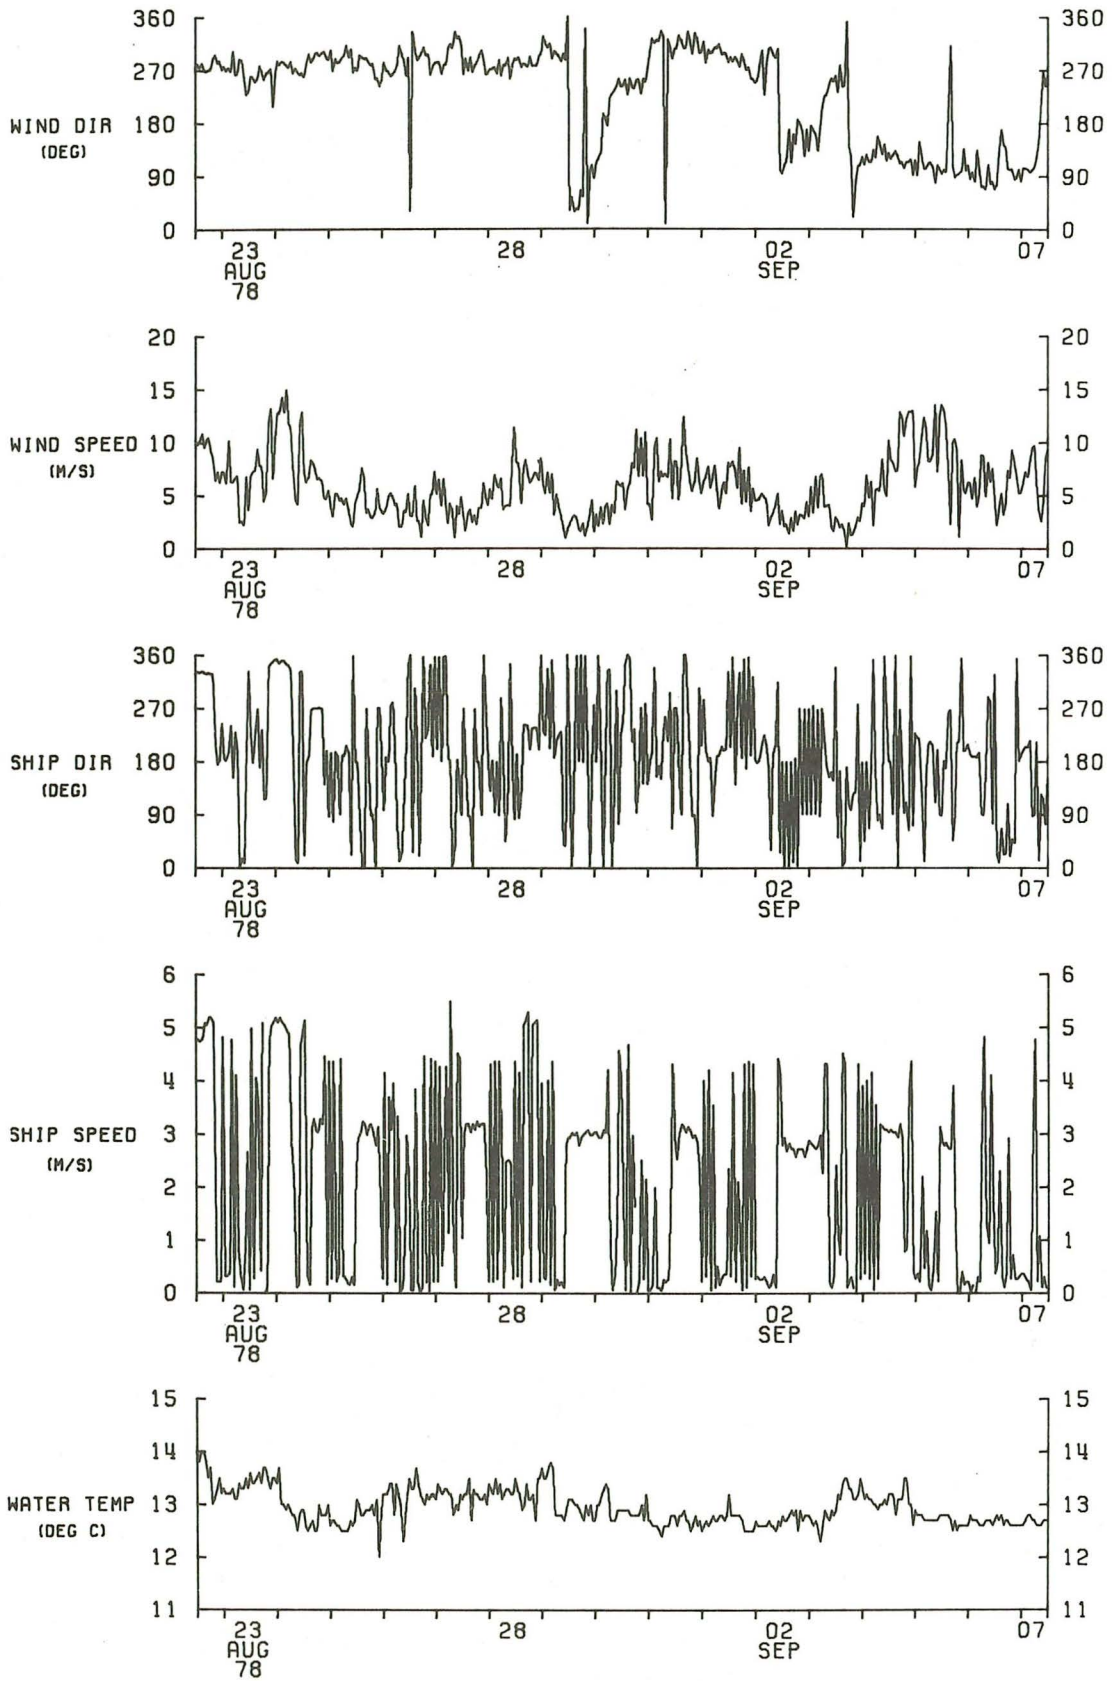 360 360
270 270
WIND DIR 180 180
(DEG)
90 90
0 0
23 28 02 07
AUG SEP
78
20 20
15 15
WIND SPEED 10 10
(M/S)
5 5
0 0
23 28 02 07
AUG SEP
78
360 360
270 270
SHIP DIR 180 180
(DEG)
90 90
0 0
23 28 02 07
AUG SEP
78
6 6
5 5
4 4
SHIP SPEED 3 3
(M/S)
2 2
1 1
0 0
23 28 02 07
AUG SEP
78
15 15
14 14
WATER TEMP 13 13
(DEG C)
12 12
11 11
23 28 02 07
AUG SEP
78